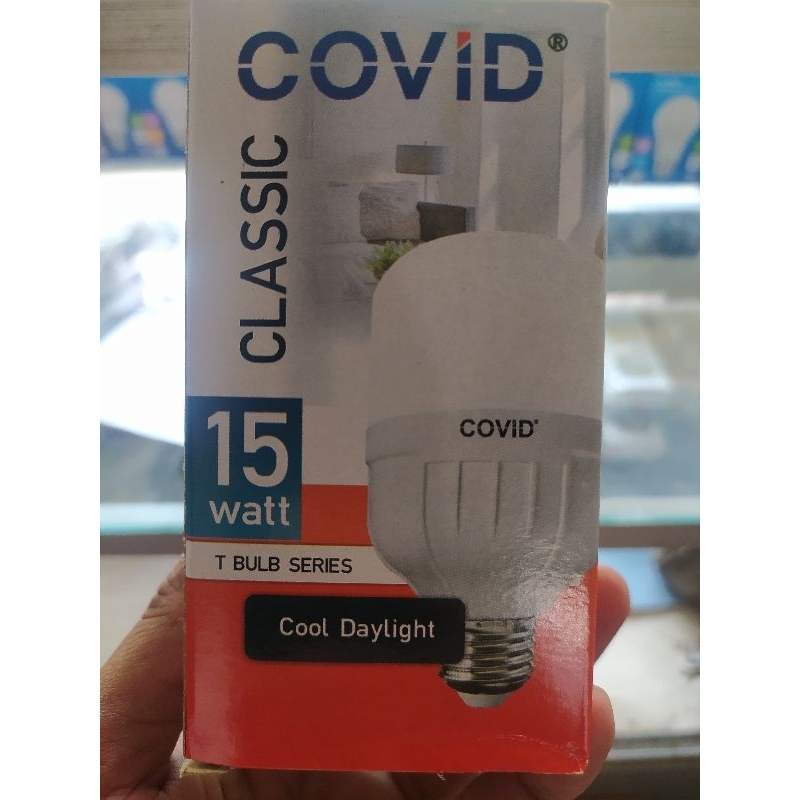 COViD®
CLASSIC
15
watt
COVID®
T BULB SERIES
Cool Daylight